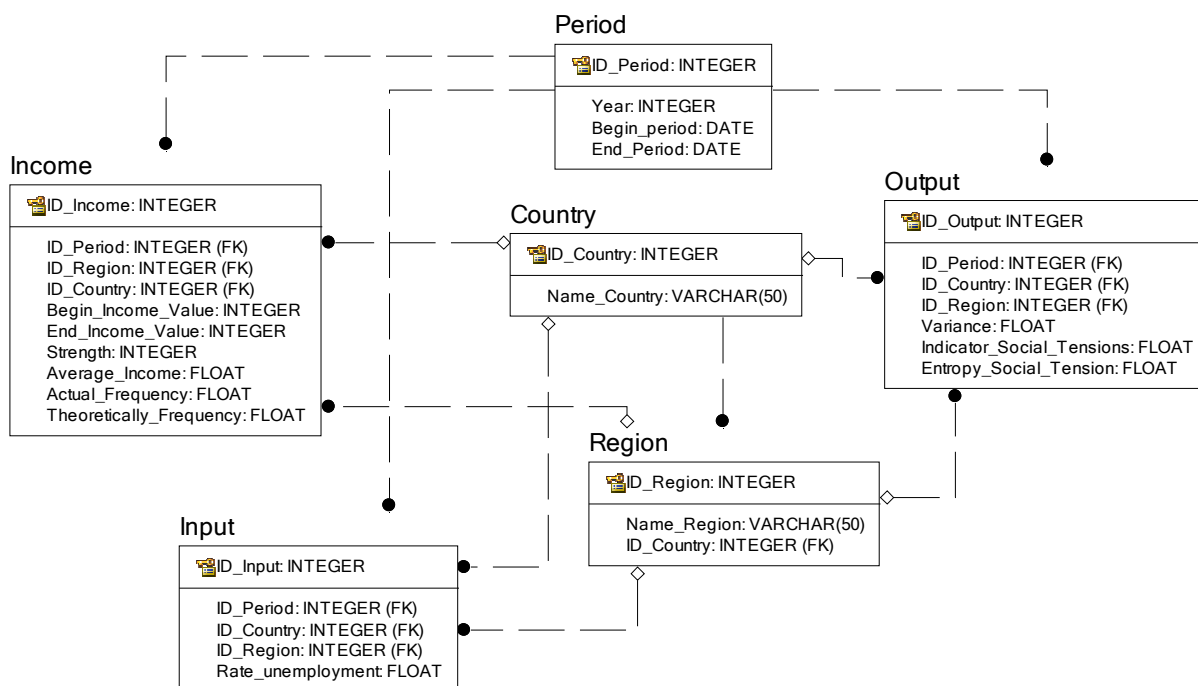 Period
ID_Period: INTEGER
Year: INTEGER
Begin_period: DATE
End_Period: DATE
Income
ID_Income: INTEGER
ID_Period: INTEGER (FK)
ID_Region: INTEGER (FK)
ID_Country: INTEGER (FK)
Begin_Income_Value: INTEGER
End_Income_Value: INTEGER
Strength: INTEGER
Average_Income: FLOAT
Actual_Frequency: FLOAT
Theoretically_Frequency: FLOAT
Country
ID_Country: INTEGER
Name_Country: VARCHAR(50)
Output
ID_Output: INTEGER
ID_Period: INTEGER (FK)
ID_Country: INTEGER (FK)
ID_Region: INTEGER (FK)
Variance: FLOAT
Indicator_Social_Tensions: FLOAT
Entropy_Social_Tension: FLOAT
Region
ID_Region: INTEGER
Name_Region: VARCHAR(50)
ID_Country: INTEGER (FK)
Input
ID_Input: INTEGER
ID_Period: INTEGER (FK)
ID_Country: INTEGER (FK)
ID_Region: INTEGER (FK)
Rate_unemployment: FLOAT